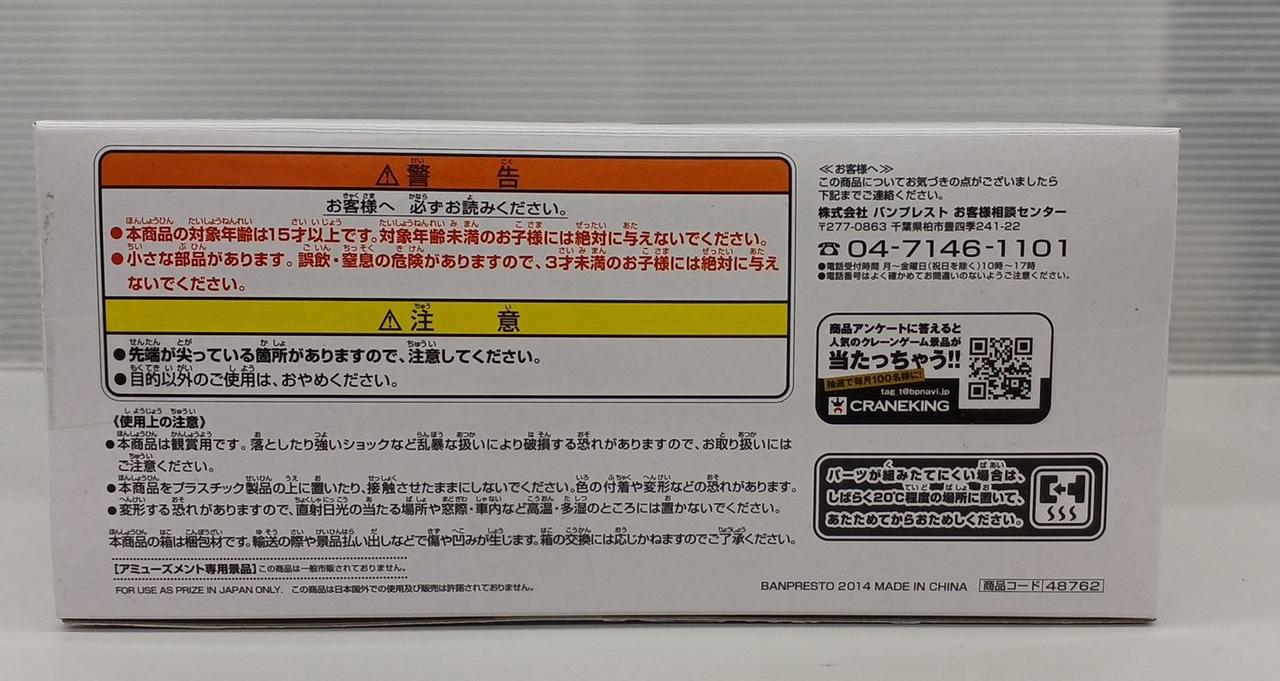 ⚠警告
お客様へ 必ずお読みください。
●本商品の対象年齢は15才以上です。対象年齢未満のお子様には絶対に与えないでください。
●小さな部品があります。誤飲・窒息の危険がありますので、3才未満のお子様には絶対に与え
ないでください。
⚠注意
●先端が尖っている箇所がありますので、注意してください。
●目的以外のご使用は、おやめください。
《使用上の注意》
●本商品は観賞用です。落としたり強いショックなど乱暴な扱いにより破損する恐れがありますので、お取り扱いには
ご注意ください。
●本商品をプラスチック製品の上に置いたり、接触させたままにしないでください。色の付着や変形などの恐れがあります。
●変形する恐れがありますので、直射日光の当たる場所や窓際・車内など高温・多湿のところには置かないでください。
本商品の箱は梱包材です。輸送の際や景品払い出しなどで傷や凹みが生じます。箱の交換には応じかねますのでご了承ください。
[アミューズメント専用景品]この商品は一般市販されておりません。
FOR USE AS PRIZE IN JAPAN ONLY. この商品は日本国外での使用及び販売は許諾されておりません。
≪お客様へ≫
この商品についてお気づきの点がございましたら
下記までご連絡ください。
株式会社 バンプレスト お客様相談センター
〒277-0863 千葉県柏市豊四季241-22
☎04-7146-1101
●電話受付時間 月～金曜日(祝日を除く)10時～17時
●電話番号はよく確かめてお間違いのないようご注意ください。
商品アンケートに答えると
人気のクレーンゲーム景品が
当たっちゃう!!
抽選で毎月100名様に!
tag_t@bpnavi.jp
CRANEKING
パーツが組みたてにくい場合は、
しばらく20℃程度の場所に置いて、
あたためてからおためしください。
BANPRESTO 2014 MADE IN CHINA 商品コード 48762